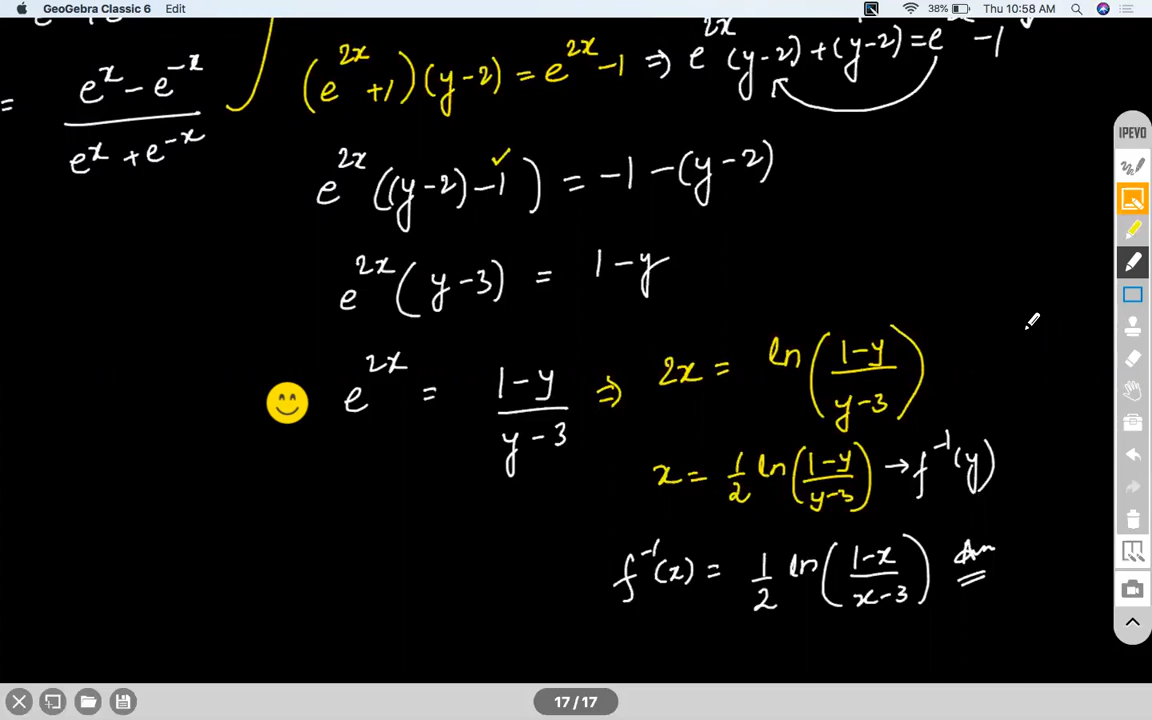 GeoGebra Classic 6 Edit 38% Thu 10:58 AM
= (e^x - e^-x)/(e^x + e^-x)
(e^2x +1)(y-2) = e^2x -1 ⇒ e^2x (y-2) + (y-2) = e -1
e^2x ((y-2) -1) = -1 -(y-2)
e^2x (y-3) = 1-y
e^2x = (1-y)/(y-3) ⇒ 2x = ln((1-y)/(y-3))
x = 1/2 ln((1-y)/(y-3)) → f^-1(y)
f^-1(x) = 1/2 ln((1-x)/(x-3)) Ans
IPEVO
17 / 17